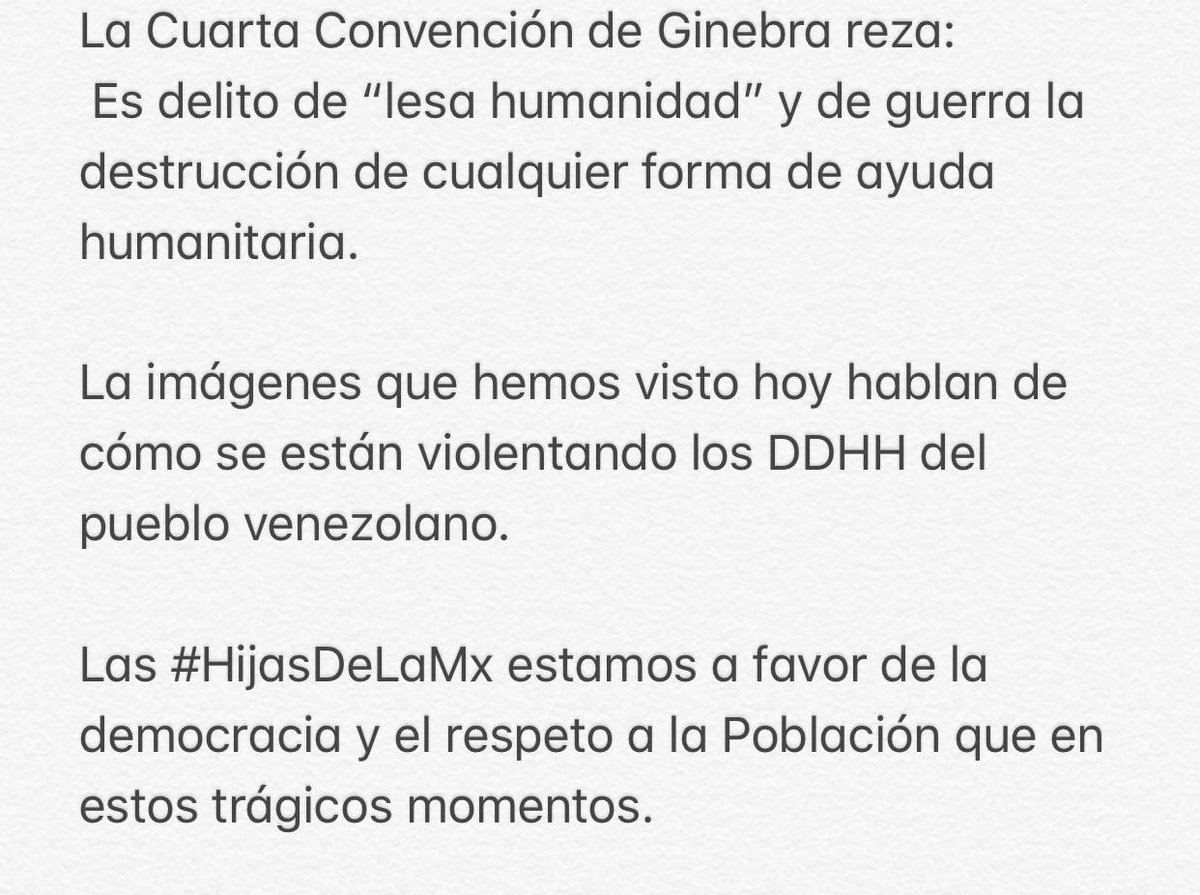 La Cuarta Convención de Ginebra reza:
Es delito de “lesa humanidad” y de guerra la
destrucción de cualquier forma de ayuda
humanitaria.
La imágenes que hemos visto hoy hablan de
cómo se están violentando los DDHH del
pueblo venezolano.
Las #HijasDeLaMx estamos a favor de la
democracia y el respeto a la Población que en
estos trágicos momentos.